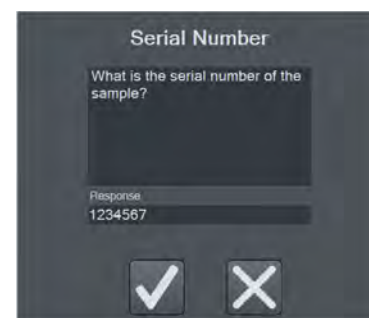 Serial Number
What is the serial number of the
sample?
Response
1234567